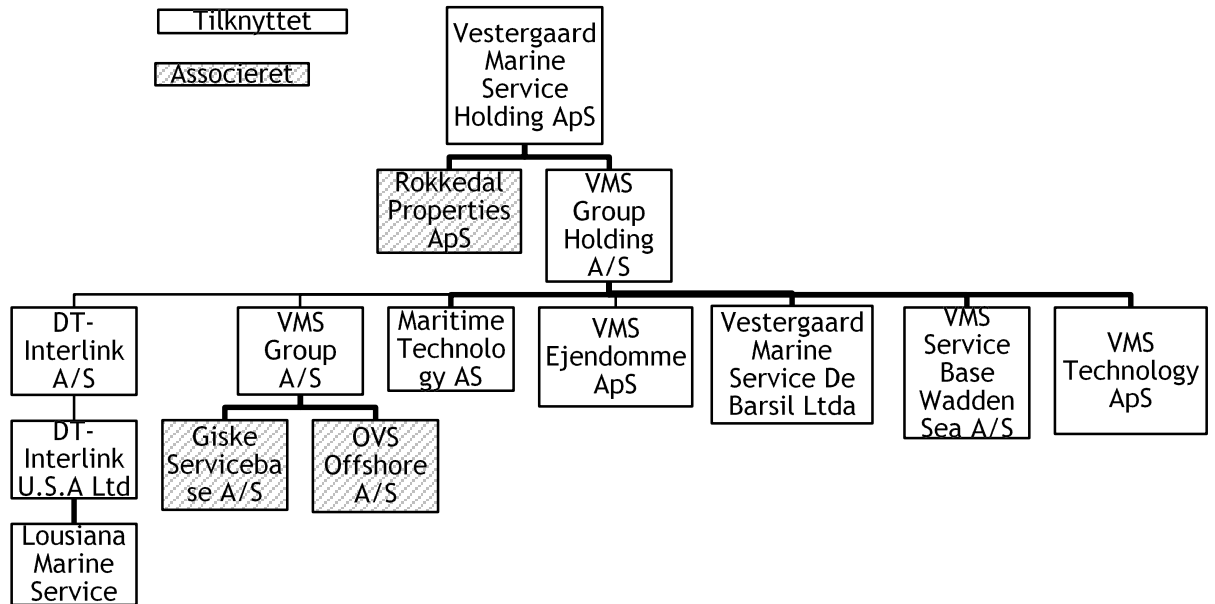 Tilknyttet
Associeret
Vestergaard
Marine
Service
Holding ApS
Rokkedal
Properties
ApS
VMS
Group
Holding
A/S
DT-
Interlink
A/S
VMS
Group
A/S
Maritime
Technolo
gy AS
VMS
Ejendomme
ApS
Vestergaard
Marine
Service De
Barsil Ltda
VMS
Service
Base
Wadden
Sea A/S
VMS
Technology
ApS
DT-
Interlink
U.S.A Ltd
Giske
Serviceba
se A/S
OVS
Offshore
A/S
Lousiana
Marine
Service